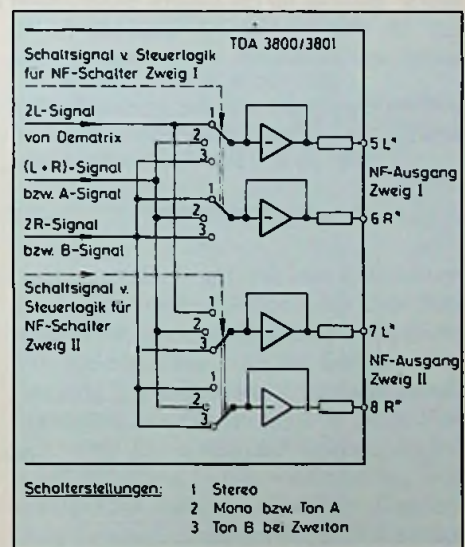 TDA 3800/3801
Schaltsignal v. Steuerlogik
für NF-Schalter Zweig I
2L-Signal
von Dematrix
(L+R)-Signal
bzw. A-Signal
2R-Signal
bzw. B-Signal
Schaltsignal v.
Steuerlogik für
NF-Schalter
Zweig II
1
2
3
1
2
3
1
2
3
1
2
3
5 L*
NF-Ausgang
Zweig I
6 R*
7 L*
NF-Ausgang
Zweig II
8 R*
Schalterstellungen: 1 Stereo
2 Mono bzw. Ton A
3 Ton B bei Zweiton